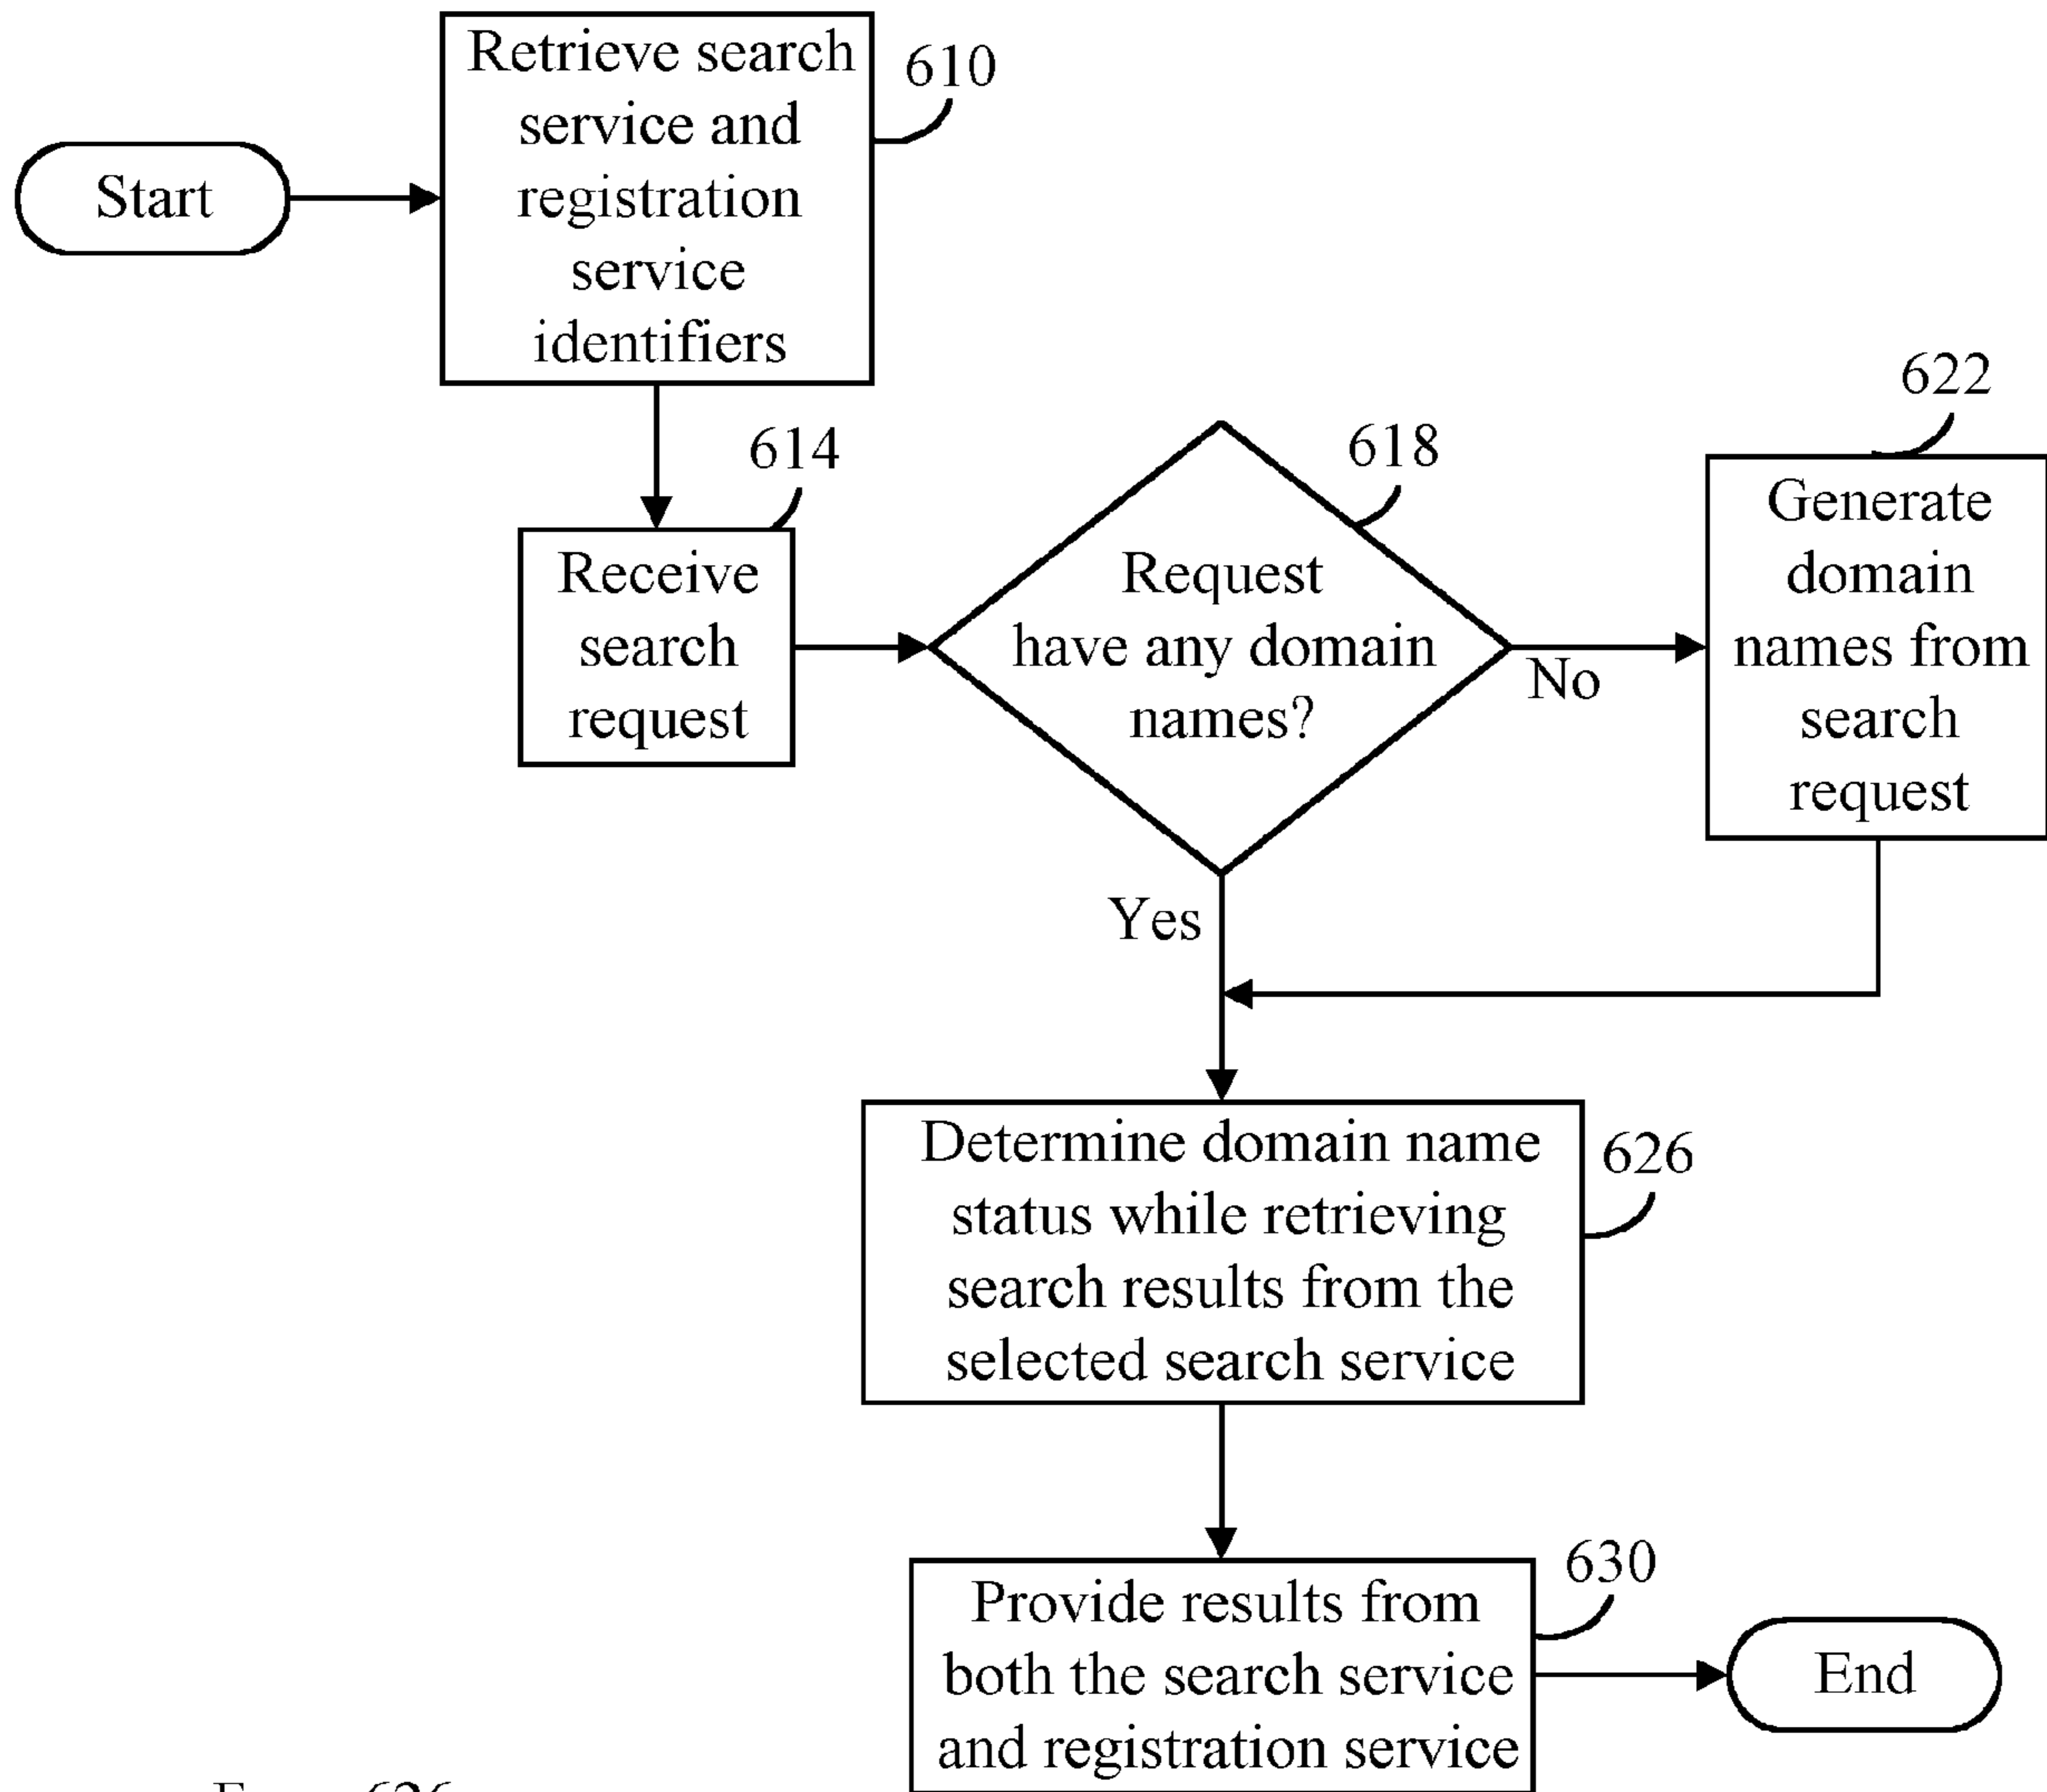 Start
Retrieve search
service and
registration
service
identifiers
610
614
Receive
search
request
618
Request
have any domain
names?
No
Yes
622
Generate
domain
names from
search
request
Determine domain name
status while retrieving
search results from the
selected search service
626
Provide results from
both the search service
and registration service
630
End